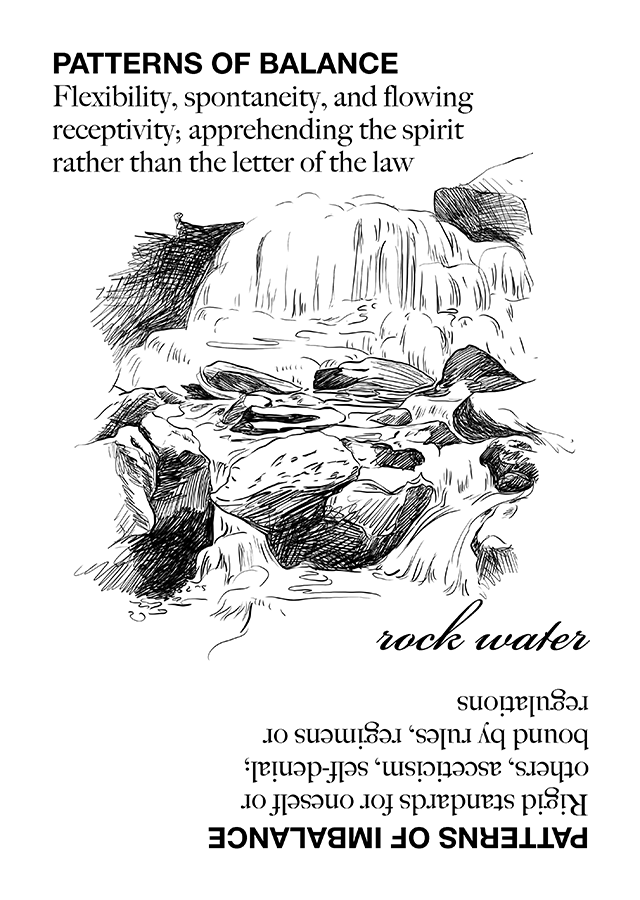 PATTERNS OF BALANCE
Flexibility, spontaneity, and flowing
receptivity; apprehending the spirit
rather than the letter of the law
rock water
PATTERNS OF IMBALANCE
Rigid standards for oneself or
others, asceticism, self-denial;
bound by rules, regimens, or
regulations